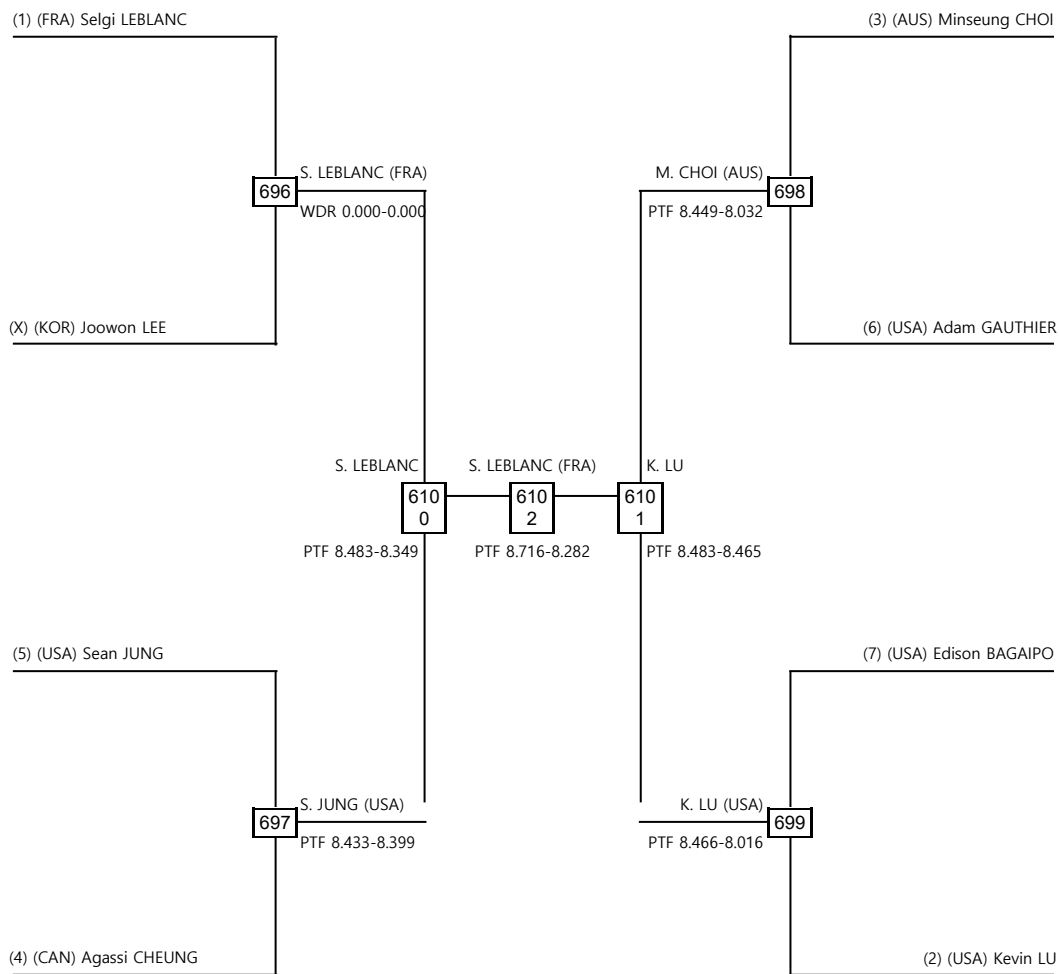 (1) (FRA) Selgi LEBLANC
(3) (AUS) Minseung CHOI
S. LEBLANC (FRA)
696
WDR 0.000-0.000
M. CHOI (AUS)
698
PTF 8.449-8.032
(X) (KOR) Joowon LEE
(6) (USA) Adam GAUTHIER
S. LEBLANC
S. LEBLANC (FRA)
K. LU
610
0
610
2
610
1
PTF 8.483-8.349
PTF 8.716-8.282
PTF 8.483-8.465
(5) (USA) Sean JUNG
(7) (USA) Edison BAGAIPO
S. JUNG (USA)
697
PTF 8.433-8.399
K. LU (USA)
699
PTF 8.466-8.016
(4) (CAN) Agassi CHEUNG
(2) (USA) Kevin LU